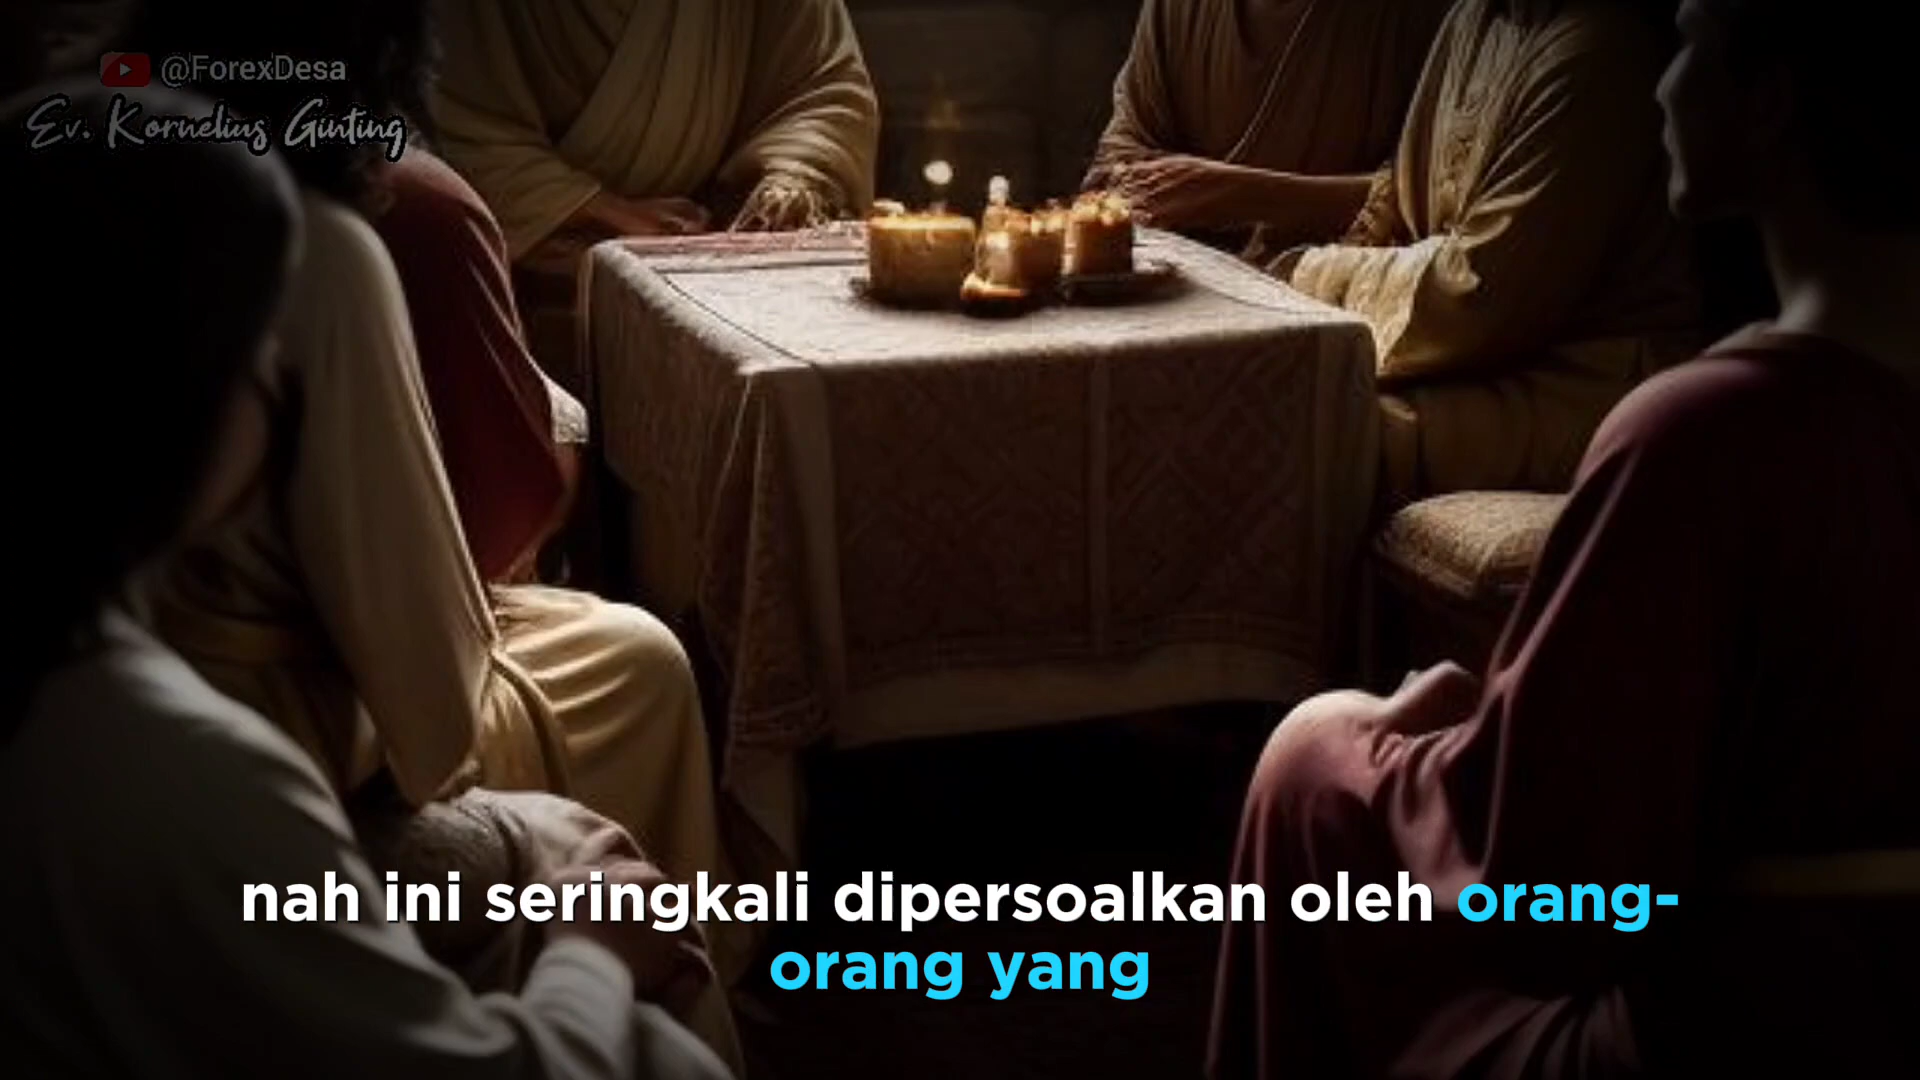 @ForexDesa
Ev. Kornelius Ginting
nah ini seringkali dipersoalkan oleh orang-
orang yang